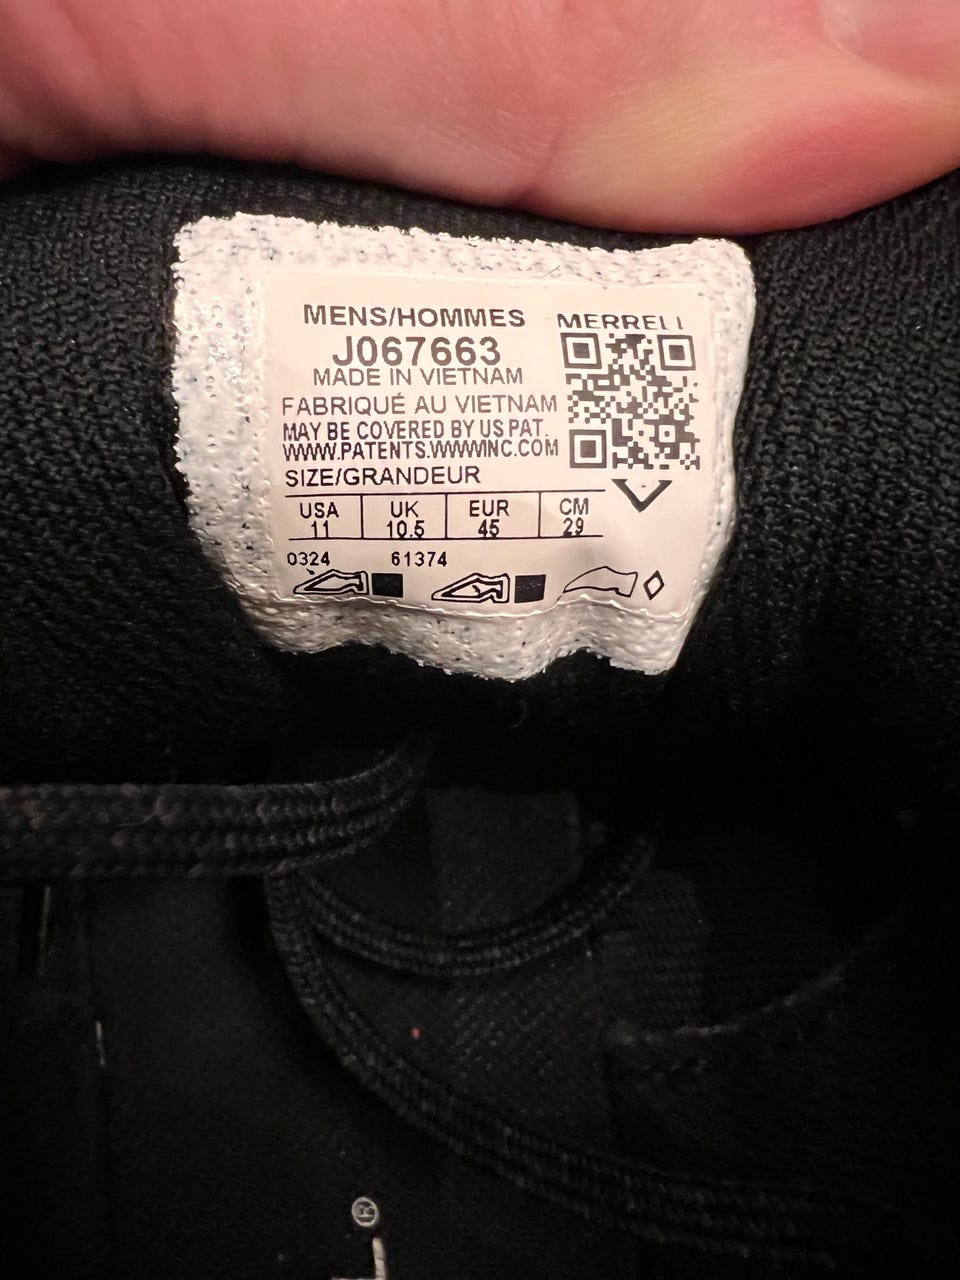 MENS/HOMMES
MERRELL
J067663
MADE IN VIETNAM
FABRIQUÉ AU VIETNAM
MAY BE COVERED BY US PAT.
WWW.PATENTS.WWWINC.COM
SIZE/GRANDEUR
USA UK EUR CM
11 10.5 45 29
0324 61374
®